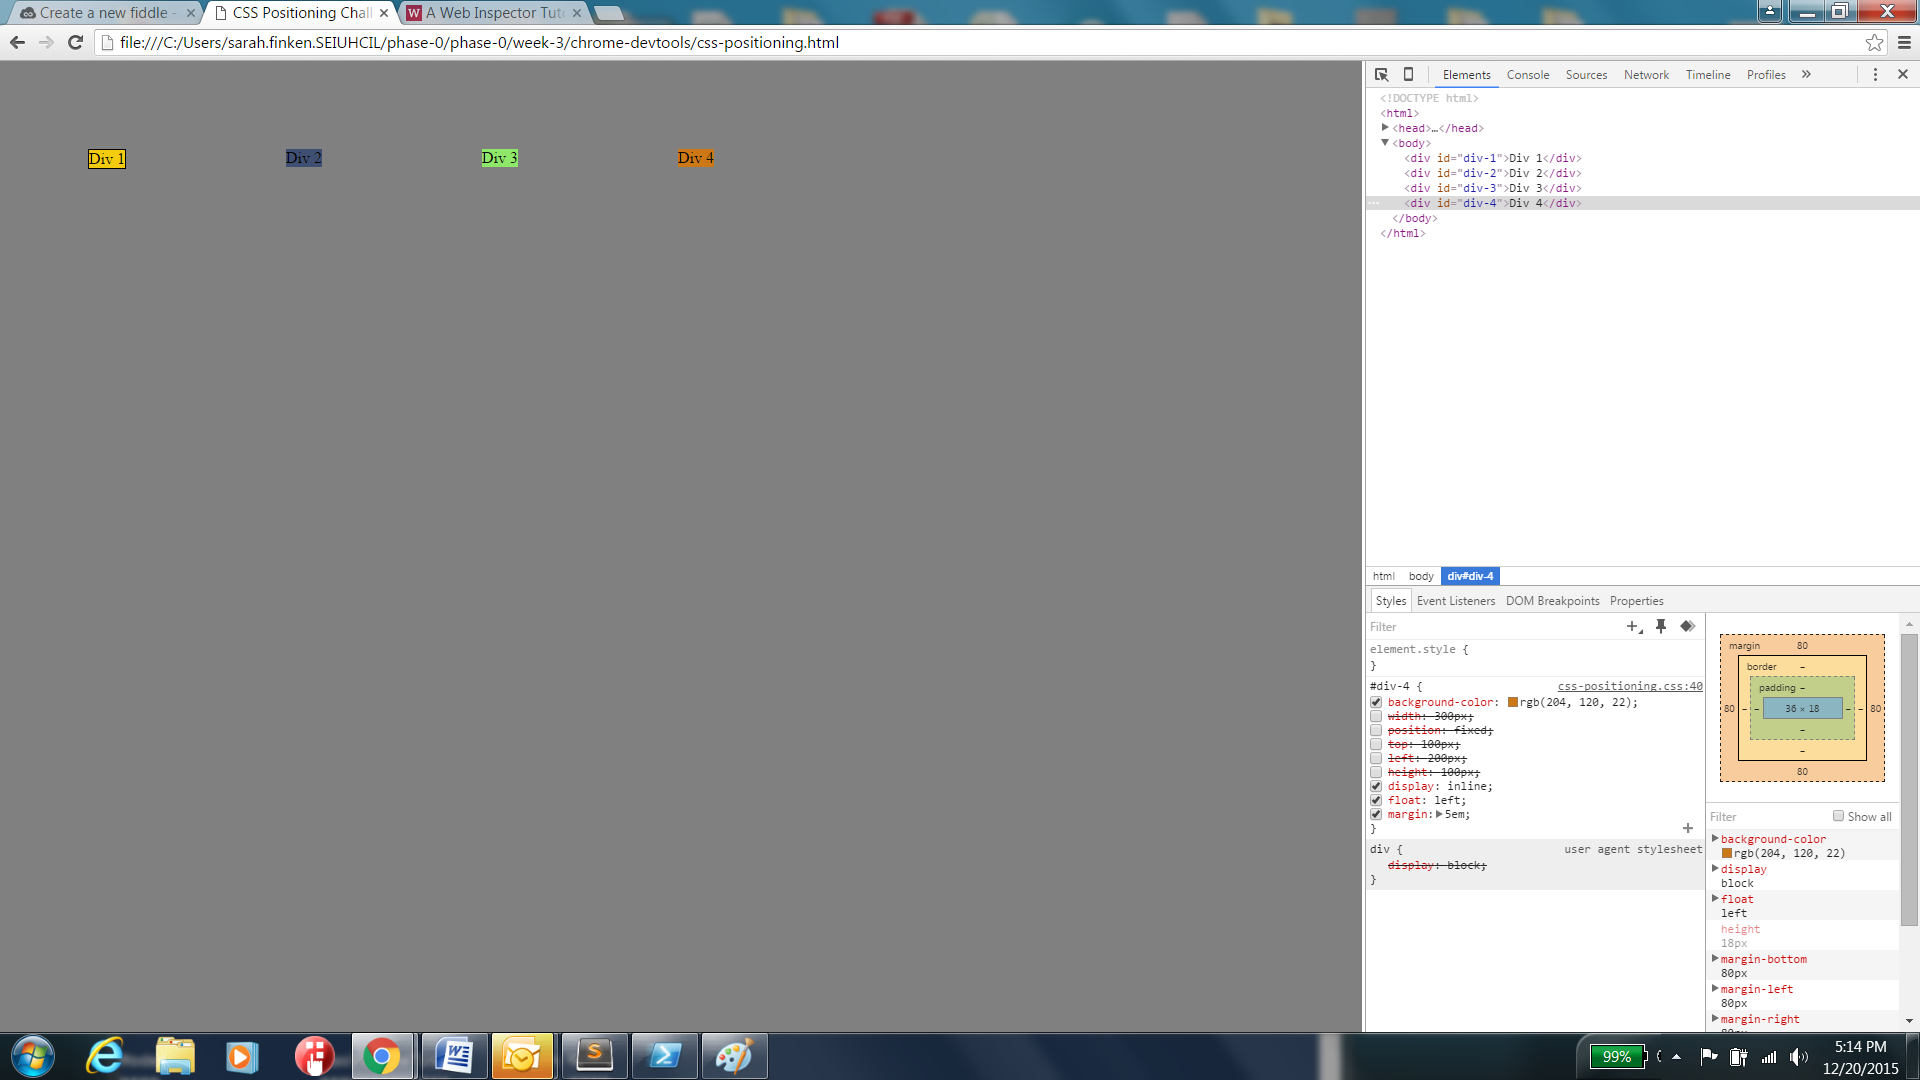 Create a new fiddle -
CSS Positioning Chal
A Web Inspector Tut
file:///C:/Users/sarah.finken.SEIUHCIL/phase-0/phase-0/week-3/chrome-devtools/css-positioning.html
Div 1
Div 2
Div 3
Div 4
Elements Console Sources Network Timeline Profiles »
<!DOCTYPE html>
<html>
<head>…</head>
<body>
<div id="div-1">Div 1</div>
<div id="div-2">Div 2</div>
<div id="div-3">Div 3</div>
... <div id="div-4">Div 4</div>
</body>
</html>
html body div#div-4
Styles Event Listeners DOM Breakpoints Properties
Filter
element.style {
}
#div-4 { css-positioning.css:40
background-color: rgb(204, 120, 22);
width: 300px;
position: fixed;
top: 100px;
left: 200px;
height: 100px;
display: inline;
float: left;
margin: 5em;
}
div { user agent stylesheet
display: block;
}
margin 80
border –
padding –
80 – – 36 × 18 – – 80
–
–
80
Filter Show all
background-color
rgb(204, 120, 22)
display
block
float
left
height
18px
margin-bottom
80px
margin-left
80px
margin-right
80px
99%
5:14 PM
12/20/2015